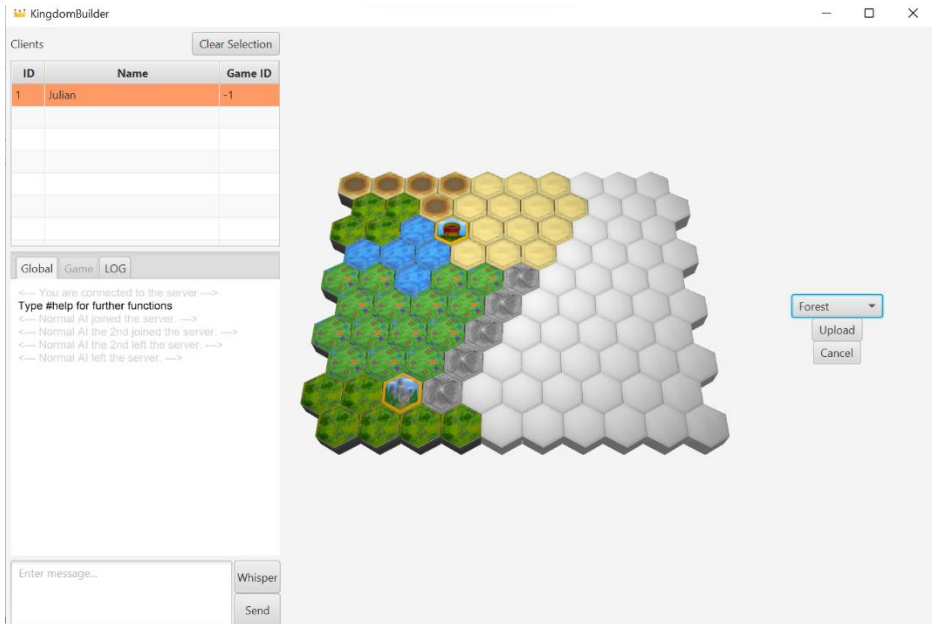 KingdomBuilder
Clients
Clear Selection
ID Name Game ID
1 Julian -1
Global Game LOG
<--- You are connected to the server --->
Type #help for further functions
<--- Normal AI joined the server. --->
<--- Normal AI the 2nd joined the server. --->
<--- Normal AI the 2nd left the server. --->
<--- Normal AI left the server. --->
Forest
Upload
Cancel
Enter message...
Whisper
Send